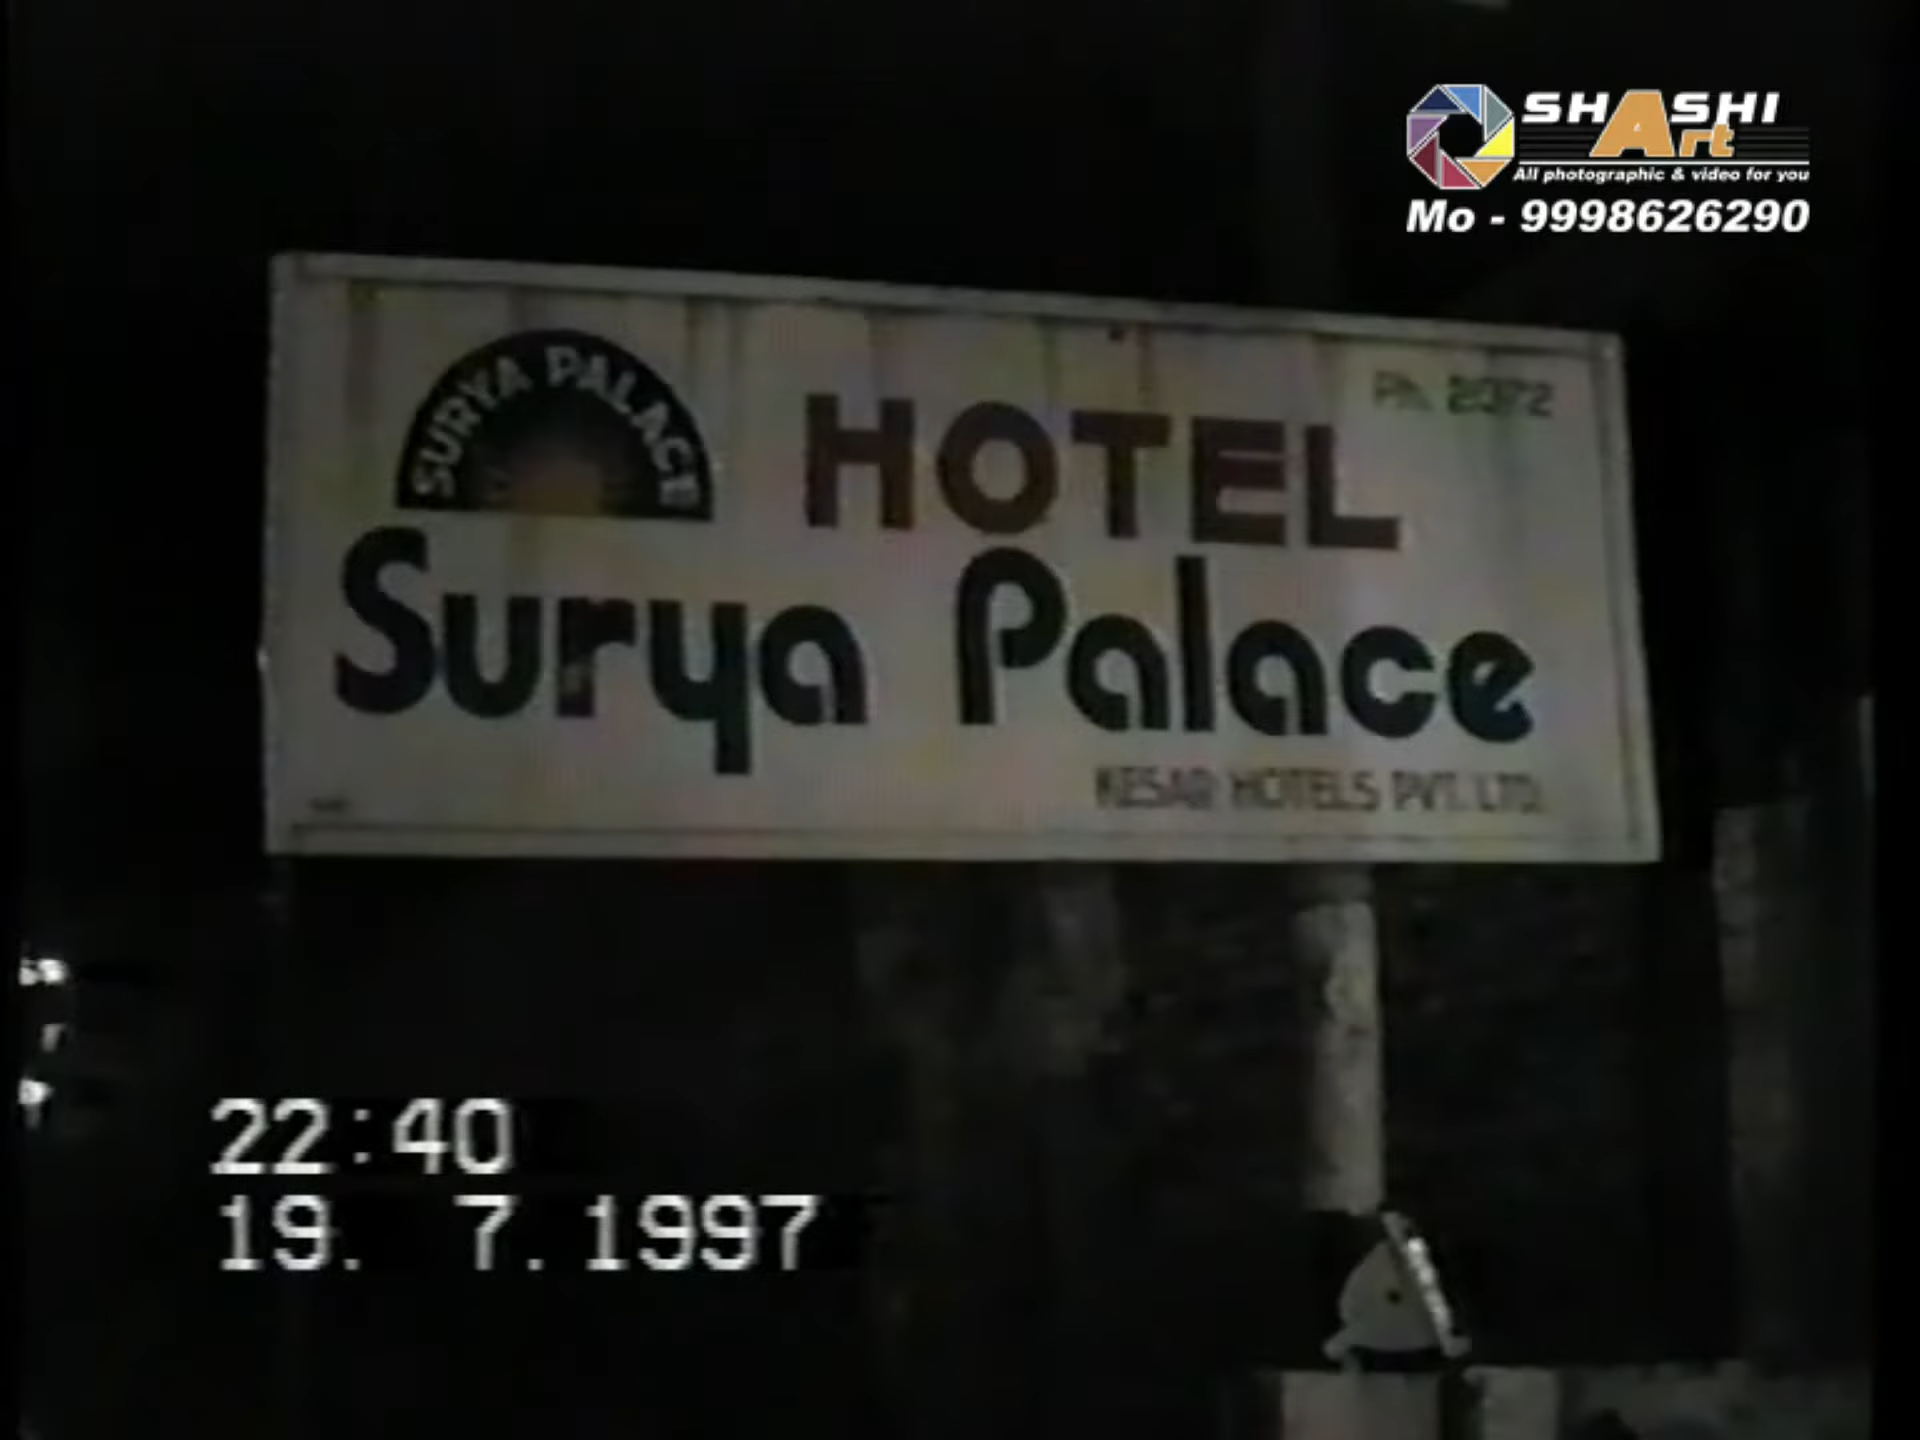 SHASHI
Art
All photographic & video for you
Mo - 9998626290
Ph. 2072
SURYA PALACE
HOTEL
Surya Palace
KESAR HOTELS PVT. LTD.
22:40
19. 7.1997